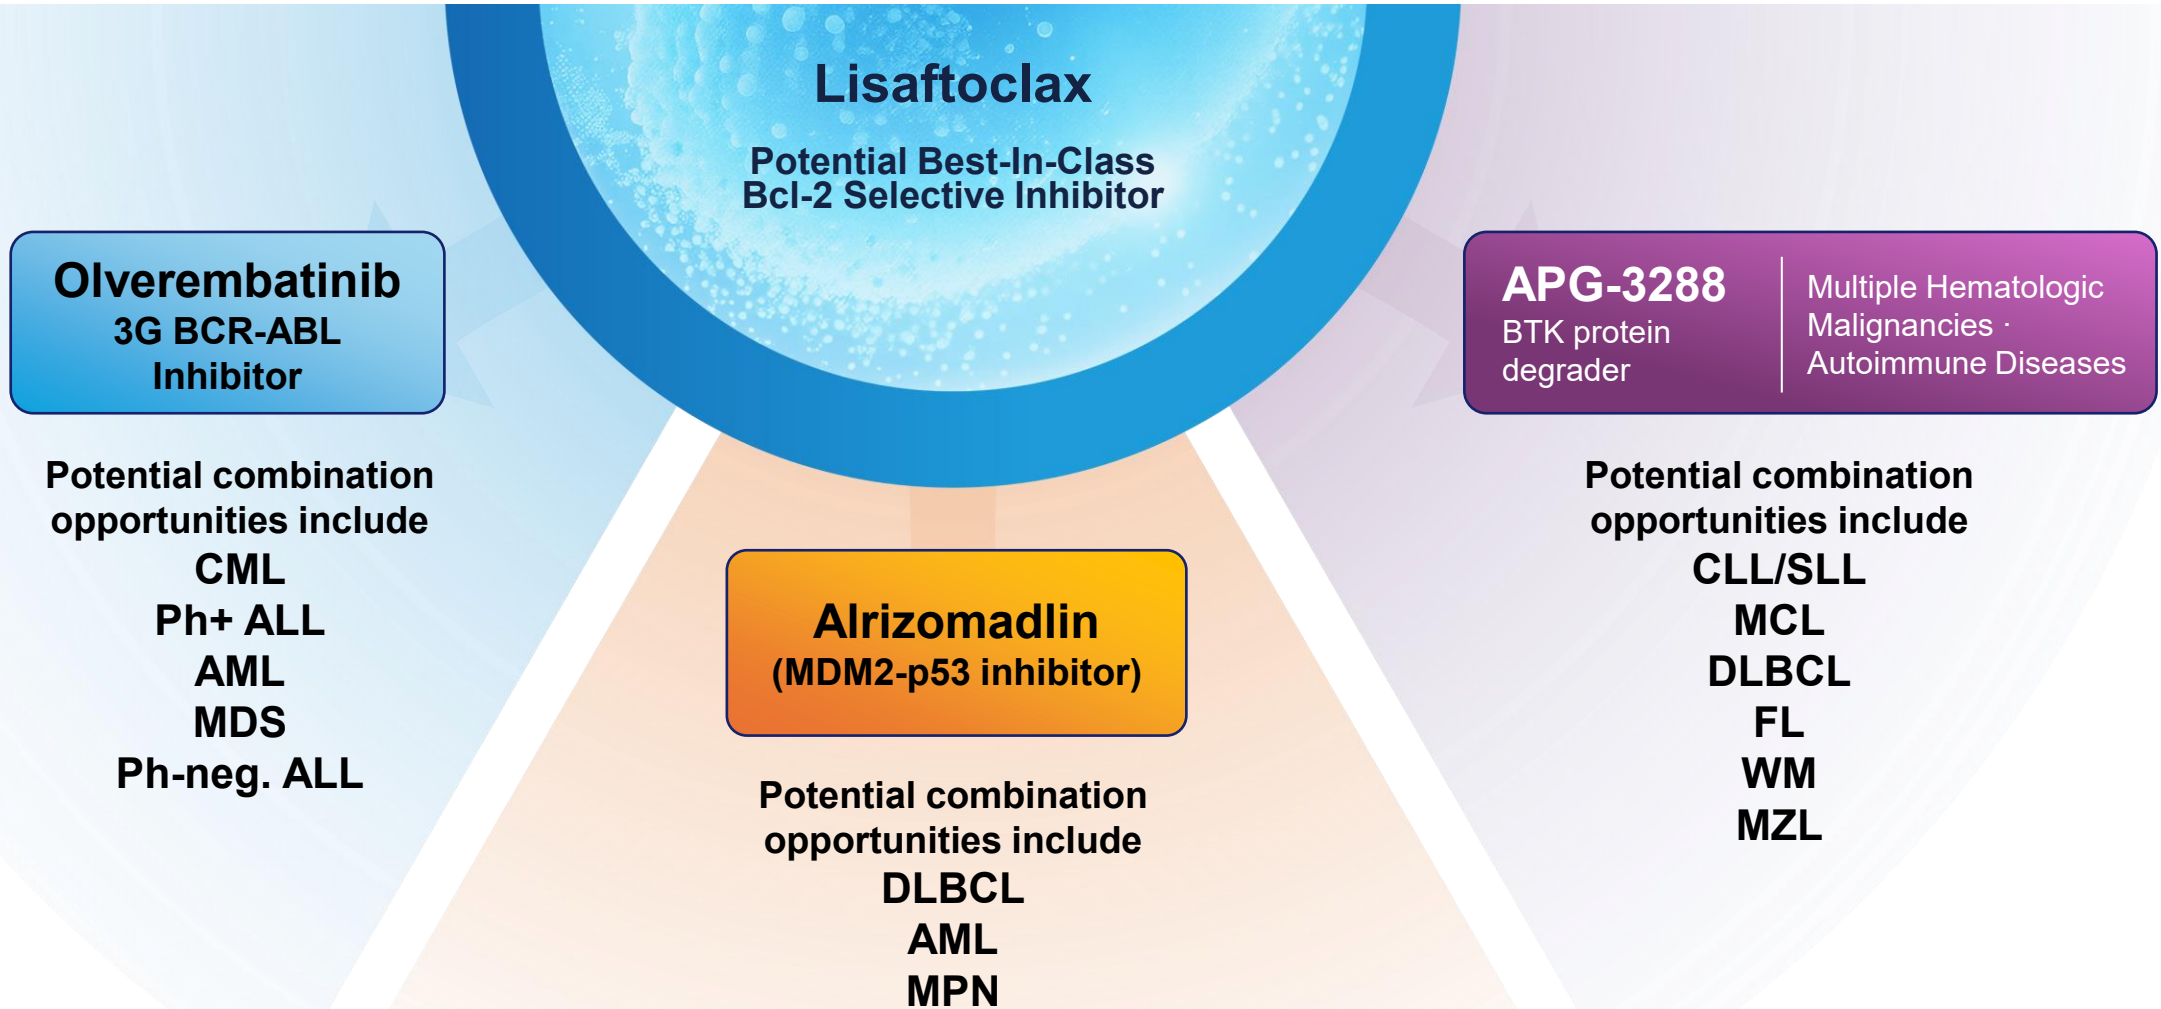 Lisaftoclax
Potential Best-In-Class
Bcl-2 Selective Inhibitor
Olverembatinib
3G BCR-ABL
Inhibitor
Potential combination
opportunities include
CML
Ph+ ALL
AML
MDS
Ph-neg. ALL
Alrizomadlin
(MDM2-p53 inhibitor)
Potential combination
opportunities include
DLBCL
AML
MPN
APG-3288
BTK protein
degrader
Multiple Hematologic
Malignancies ·
Autoimmune Diseases
Potential combination
opportunities include
CLL/SLL
MCL
DLBCL
FL
WM
MZL